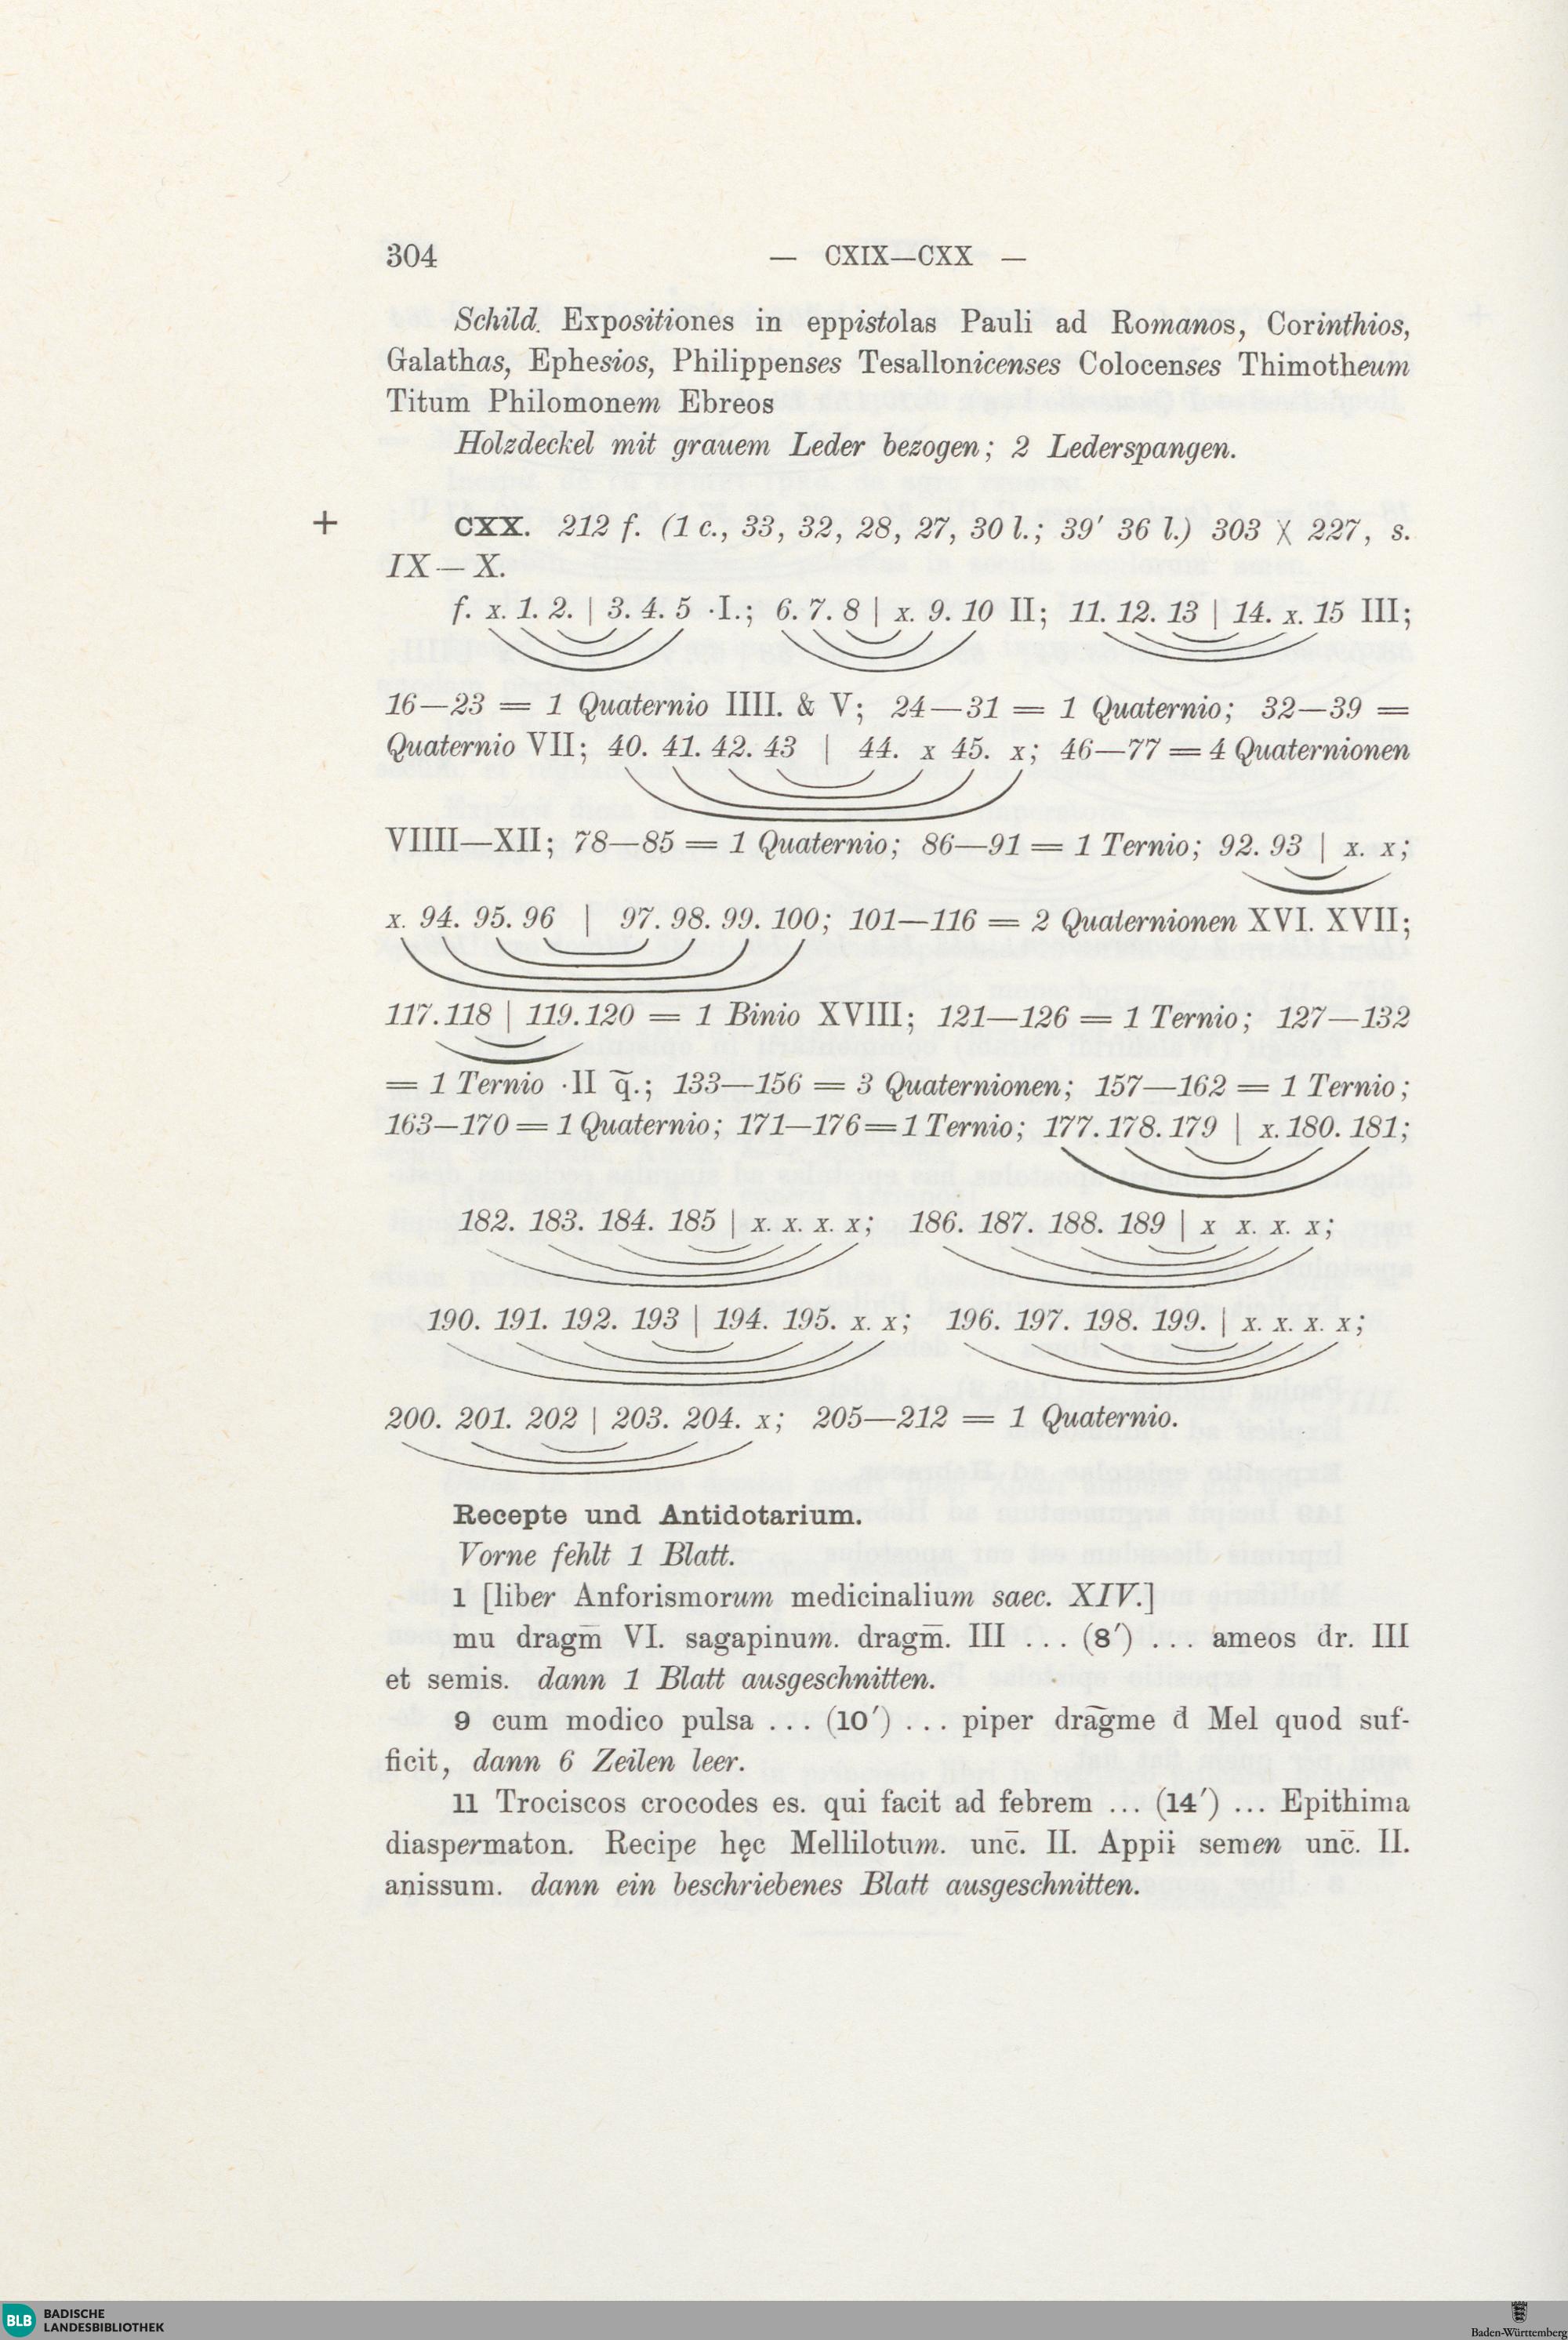 304 — CXIX—CXX —
Schild. Expositiones in eppistolas Pauli ad Romanos, Corinthios,
Galathas, Ephesios, Philippenses Tesallonicenses Colocenses Thimotheum
Titum Philomonem Ebreos
Holzdeckel mit grauem Leder bezogen; 2 Lederspangen.
+ CXX. 212 f. (1 c., 33, 32, 28, 27, 30 l.; 39′ 36 l.) 303 X 227, s.
IX—X.
f. x. 1. 2. | 3. 4. 5 ·I.; 6. 7. 8 | x. 9. 10 II; 11. 12. 13 | 14. x. 15 III;
16—23 = 1 Quaternio IIII. & V; 24—31 = 1 Quaternio; 32—39 =
Quaternio VII; 40. 41. 42. 43 | 44. x 45. x; 46—77 = 4 Quaternionen
VIIII—XII; 78—85 = 1 Quaternio; 86—91 = 1 Ternio; 92. 93 | x. x;
x. 94. 95. 96 | 97. 98. 99. 100; 101—116 = 2 Quaternionen XVI. XVII;
117. 118 | 119. 120 = 1 Binio XVIII; 121—126 = 1 Ternio; 127—132
= 1 Ternio ·II q̃.; 133—156 = 3 Quaternionen; 157—162 = 1 Ternio;
163—170 = 1 Quaternio; 171—176 = 1 Ternio; 177. 178. 179 | x. 180. 181;
182. 183. 184. 185 | x. x. x. x; 186. 187. 188. 189 | x x. x. x;
190. 191. 192. 193 | 194. 195. x. x; 196. 197. 198. 199. | x. x. x. x;
200. 201. 202 | 203. 204. x; 205—212 = 1 Quaternio.
Recepte und Antidotarium.
Vorne fehlt 1 Blatt.
1 [liber Anforismorum medicinalium saec. XIV.]
mu dragm̄ VI. sagapinum. dragm̄. III ... (8′) ... ameos dr. III
et semis. dann 1 Blatt ausgeschnitten.
9 cum modico pulsa ... (10′) ... piper drag̃me đ Mel quod suf-
ficit, dann 6 Zeilen leer.
11 Trociscos crocodes es. qui facit ad febrem ... (14′) ... Epithima
diaspermaton. Recipe hęc Mellilotum. unc̄. II. Appii semen unc̄. II.
anissum. dann ein beschriebenes Blatt ausgeschnitten.
BLB BADISCHE
LANDESBIBLIOTHEK
Baden-Württemberg